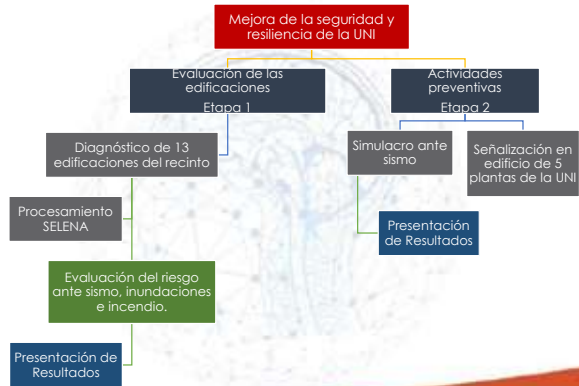 Mejora de la seguridad y
resiliencia de la UNI
Evaluación de las
edificaciones
Etapa 1
Actividades
preventivas
Etapa 2
Diagnóstico de 13
edificaciones del recinto
Simulacro ante
sismo
Señalización en
edificio de 5
plantas de la UNI
Procesamiento
SELENA
Presentación
de Resultados
Evaluación del riesgo
ante sismo, inundaciones
e incendio.
Presentación de
Resultados